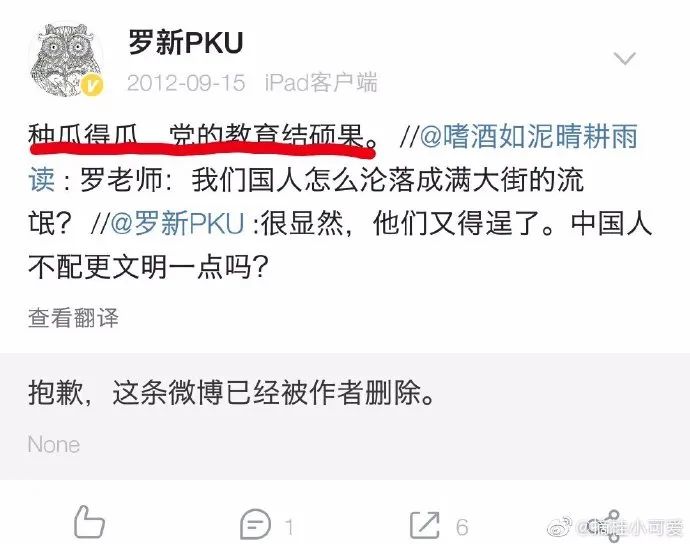 罗新PKU
2012-09-15 iPad客户端
种瓜得瓜，党的教育结硕果。//@嗜酒如泥晴耕雨
读：罗老师：我们国人怎么沦落成满大街的流
氓？//@罗新PKU:很显然，他们又得逞了。中国人
不配更文明一点吗？
查看翻译
抱歉，这条微博已经被作者删除。
None
1
6